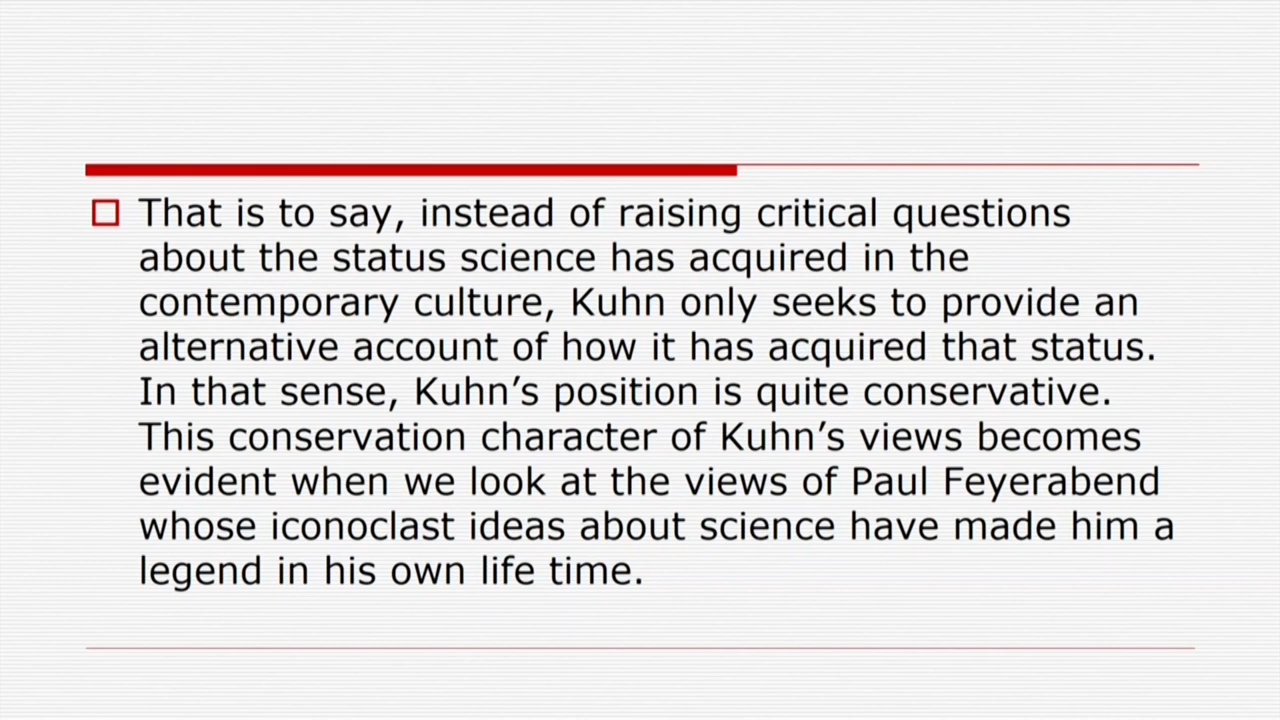 That is to say, instead of raising critical questions
about the status science has acquired in the
contemporary culture, Kuhn only seeks to provide an
alternative account of how it has acquired that status.
In that sense, Kuhn’s position is quite conservative.
This conservation character of Kuhn’s views becomes
evident when we look at the views of Paul Feyerabend
whose iconoclast ideas about science have made him a
legend in his own life time.